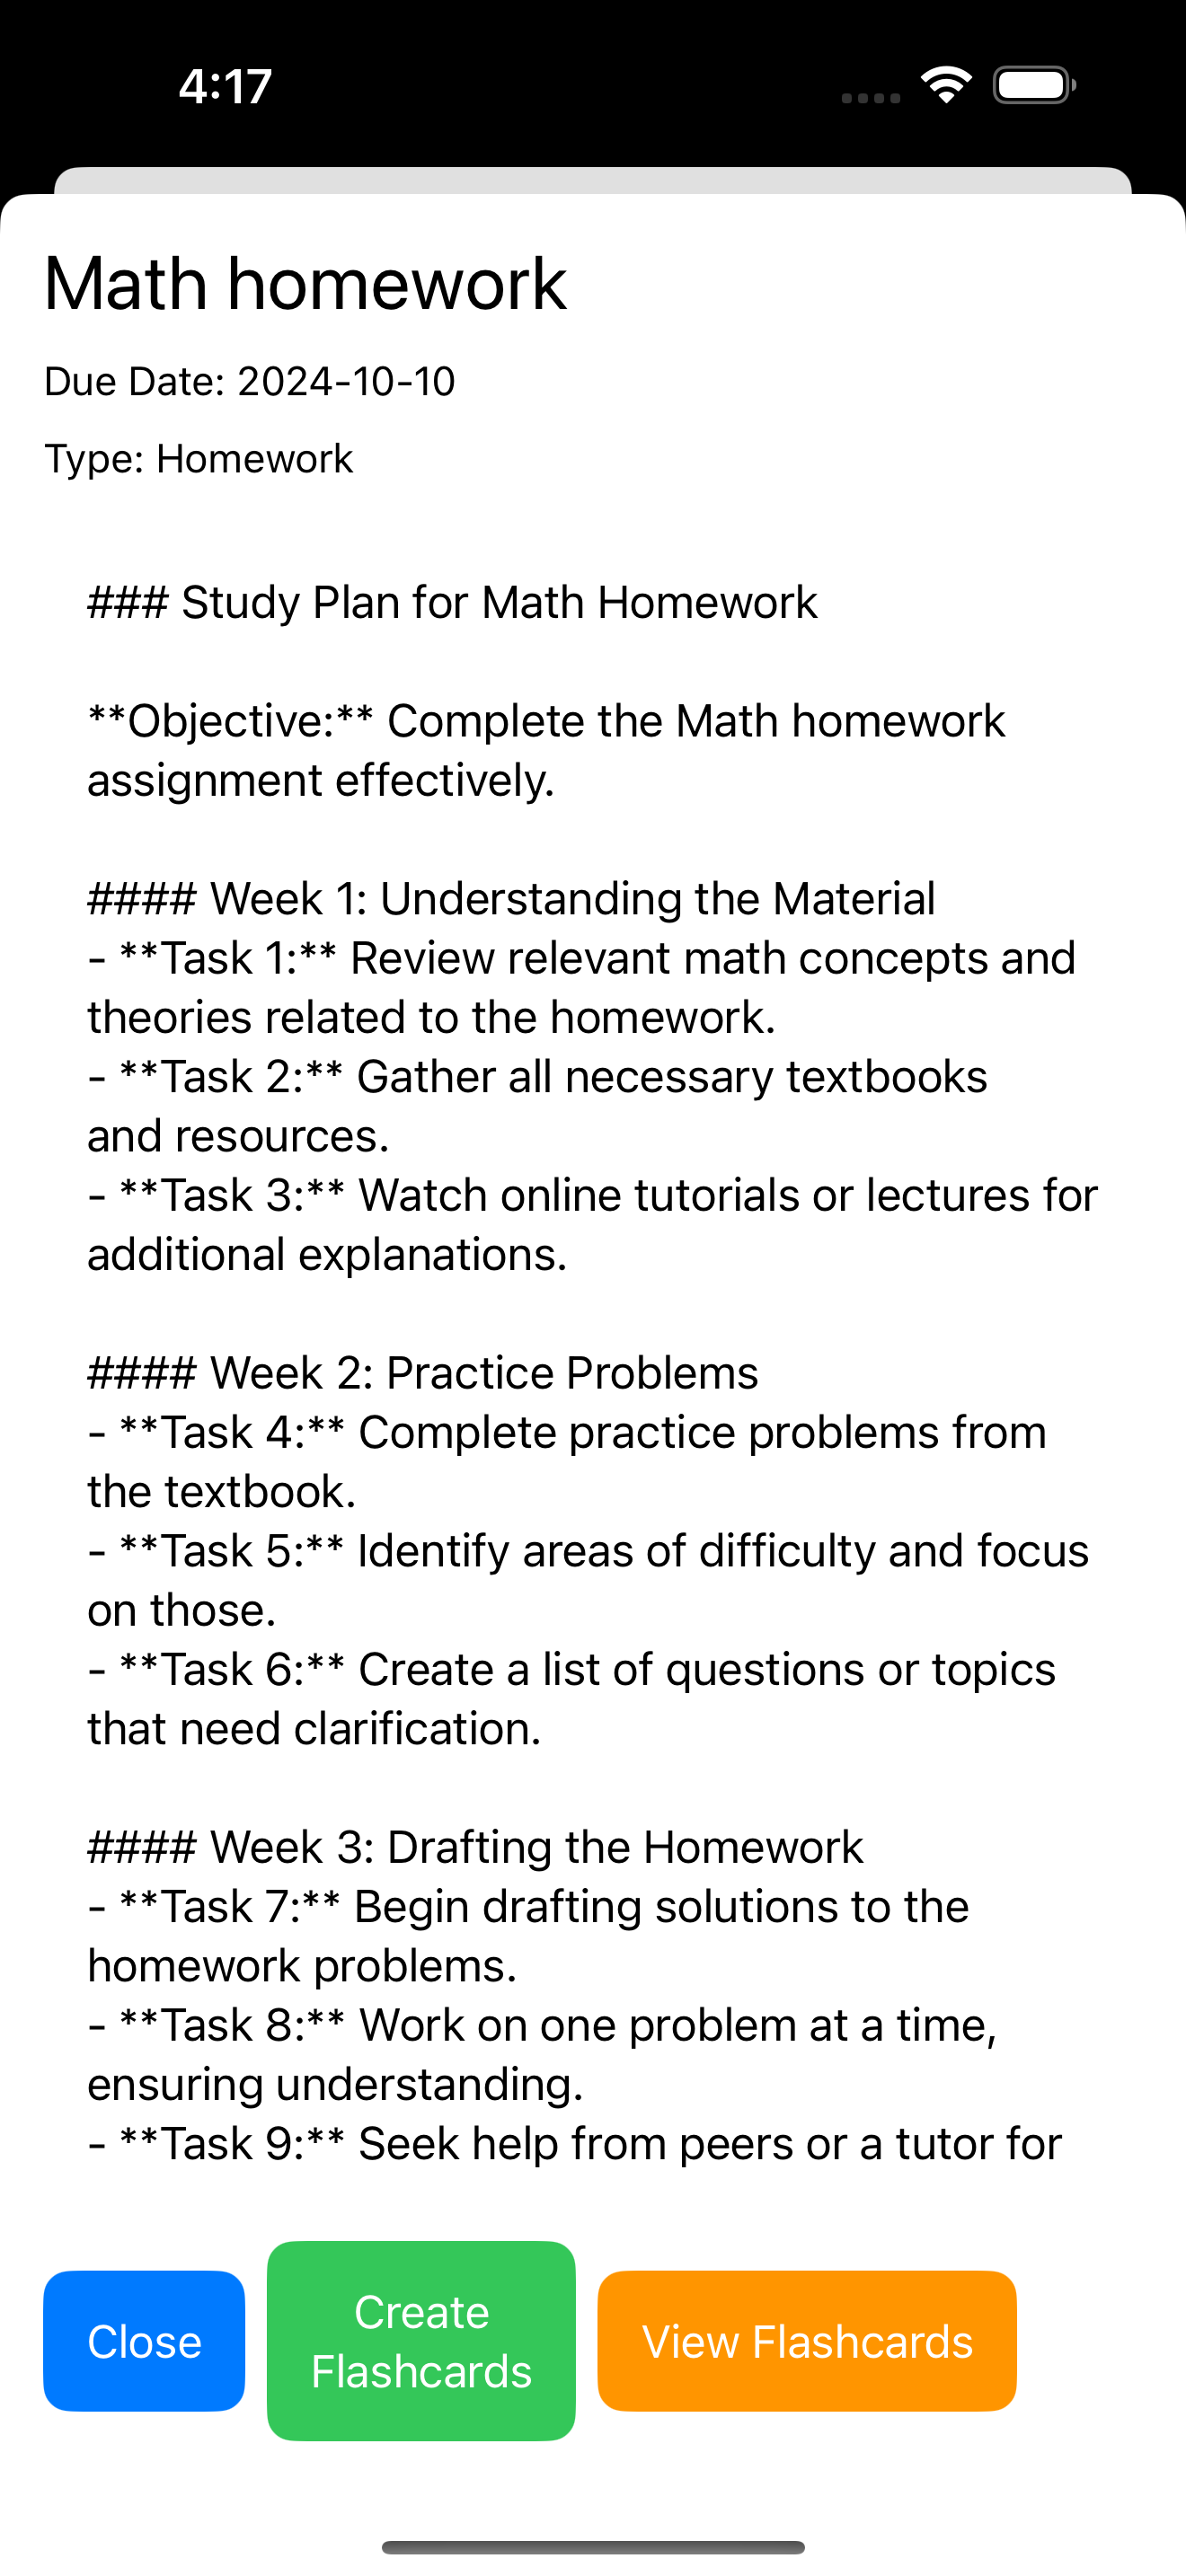 4:17
Math homework
Due Date: 2024-10-10
Type: Homework
### Study Plan for Math Homework
**Objective:** Complete the Math homework
assignment effectively.
#### Week 1: Understanding the Material
- **Task 1:** Review relevant math concepts and
theories related to the homework.
- **Task 2:** Gather all necessary textbooks
and resources.
- **Task 3:** Watch online tutorials or lectures for
additional explanations.
#### Week 2: Practice Problems
- **Task 4:** Complete practice problems from
the textbook.
- **Task 5:** Identify areas of difficulty and focus
on those.
- **Task 6:** Create a list of questions or topics
that need clarification.
#### Week 3: Drafting the Homework
- **Task 7:** Begin drafting solutions to the
homework problems.
- **Task 8:** Work on one problem at a time,
ensuring understanding.
- **Task 9:** Seek help from peers or a tutor for
Close
Create
Flashcards
View Flashcards